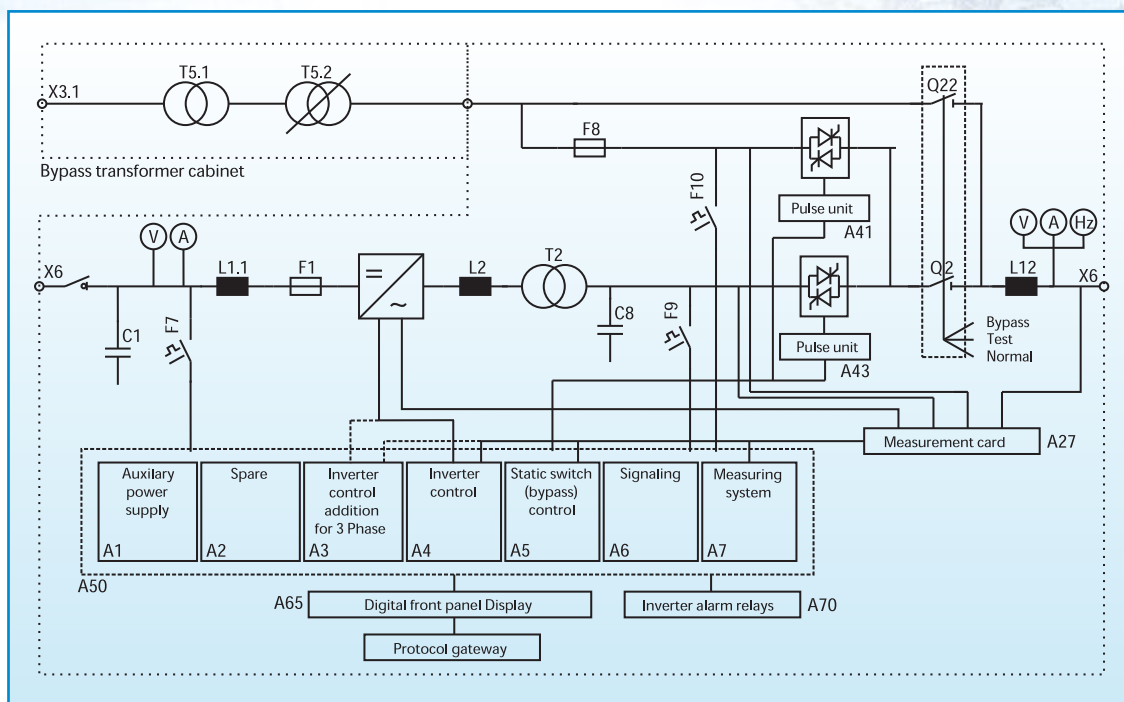 T5.1
T5.2
X3.1
Q22
F8
Bypass transformer cabinet
F10
Pulse unit
A41
V
A
V
A
Hz
X6
L1.1
F1
=
~
L2
T2
Q2
L12
X6
C1
F7
C8
F9
Pulse unit
A43
Bypass
Test
Normal
Measurement card
A27
Auxilary
power
supply
A1
Spare
A2
Inverter
control
addition
for 3 Phase
A3
Inverter
control
A4
Static switch
(bypass)
control
A5
Signaling
A6
Measuring
system
A7
A50
A65
Digital front panel Display
Inverter alarm relays
A70
Protocol gateway